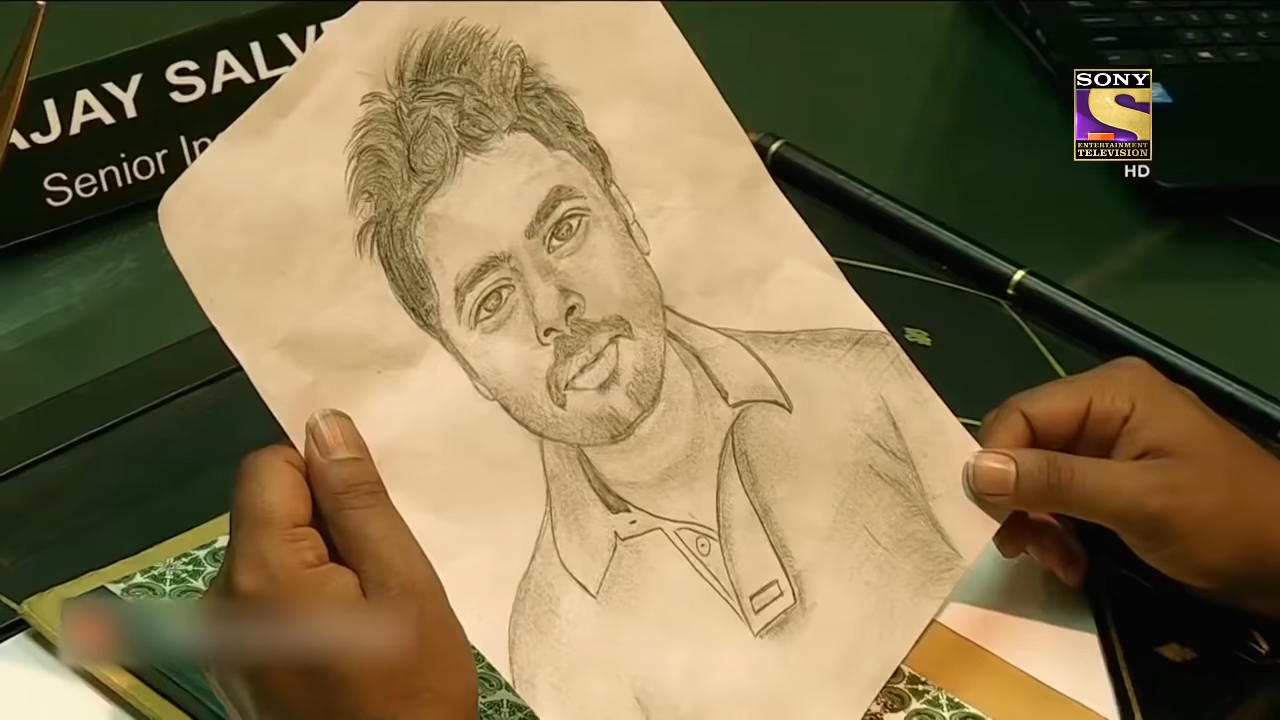 AJAY SALV
Senior In
SONY
ENTERTAINMENT
TELEVISION
HD